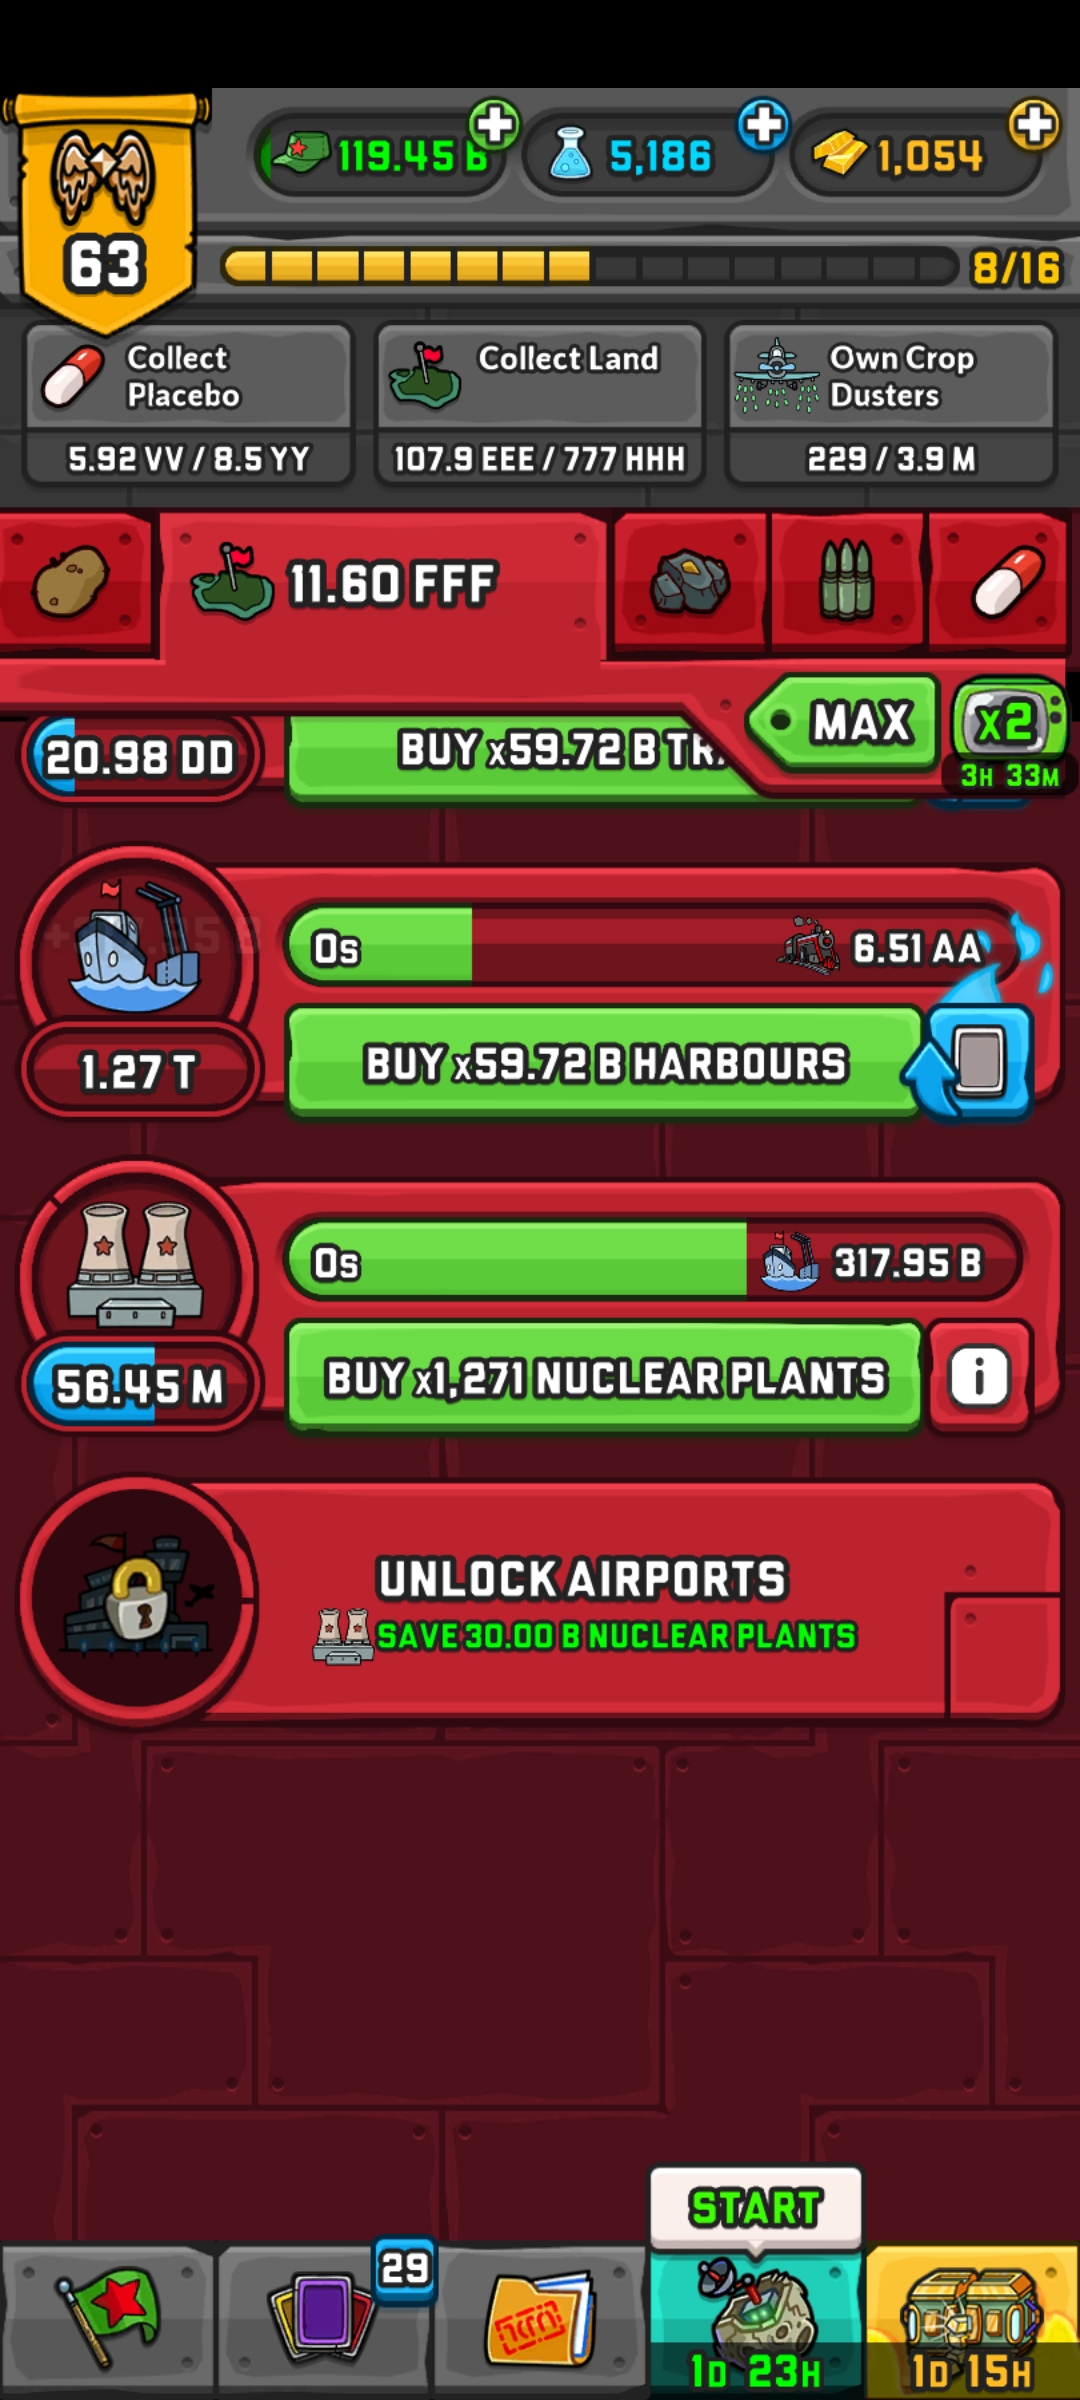 119.45 B
5,186
1,054
63
8/16
Collect
Placebo
5.92 VV / 8.5 YY
Collect Land
107.9 EEE / 777 HHH
Own Crop
Dusters
229 / 3.9 M
11.60 FFF
MAX
x2
3H 33M
20.98 DD
BUY x59.72 B
0s
6.51 AA
1.27 T
BUY x59.72 B HARBOURS
0s
317.95 B
56.45 M
BUY x1,271 NUCLEAR PLANTS
i
UNLOCK AIRPORTS
SAVE 30.00 B NUCLEAR PLANTS
START
29
1D 23H
1D 15H